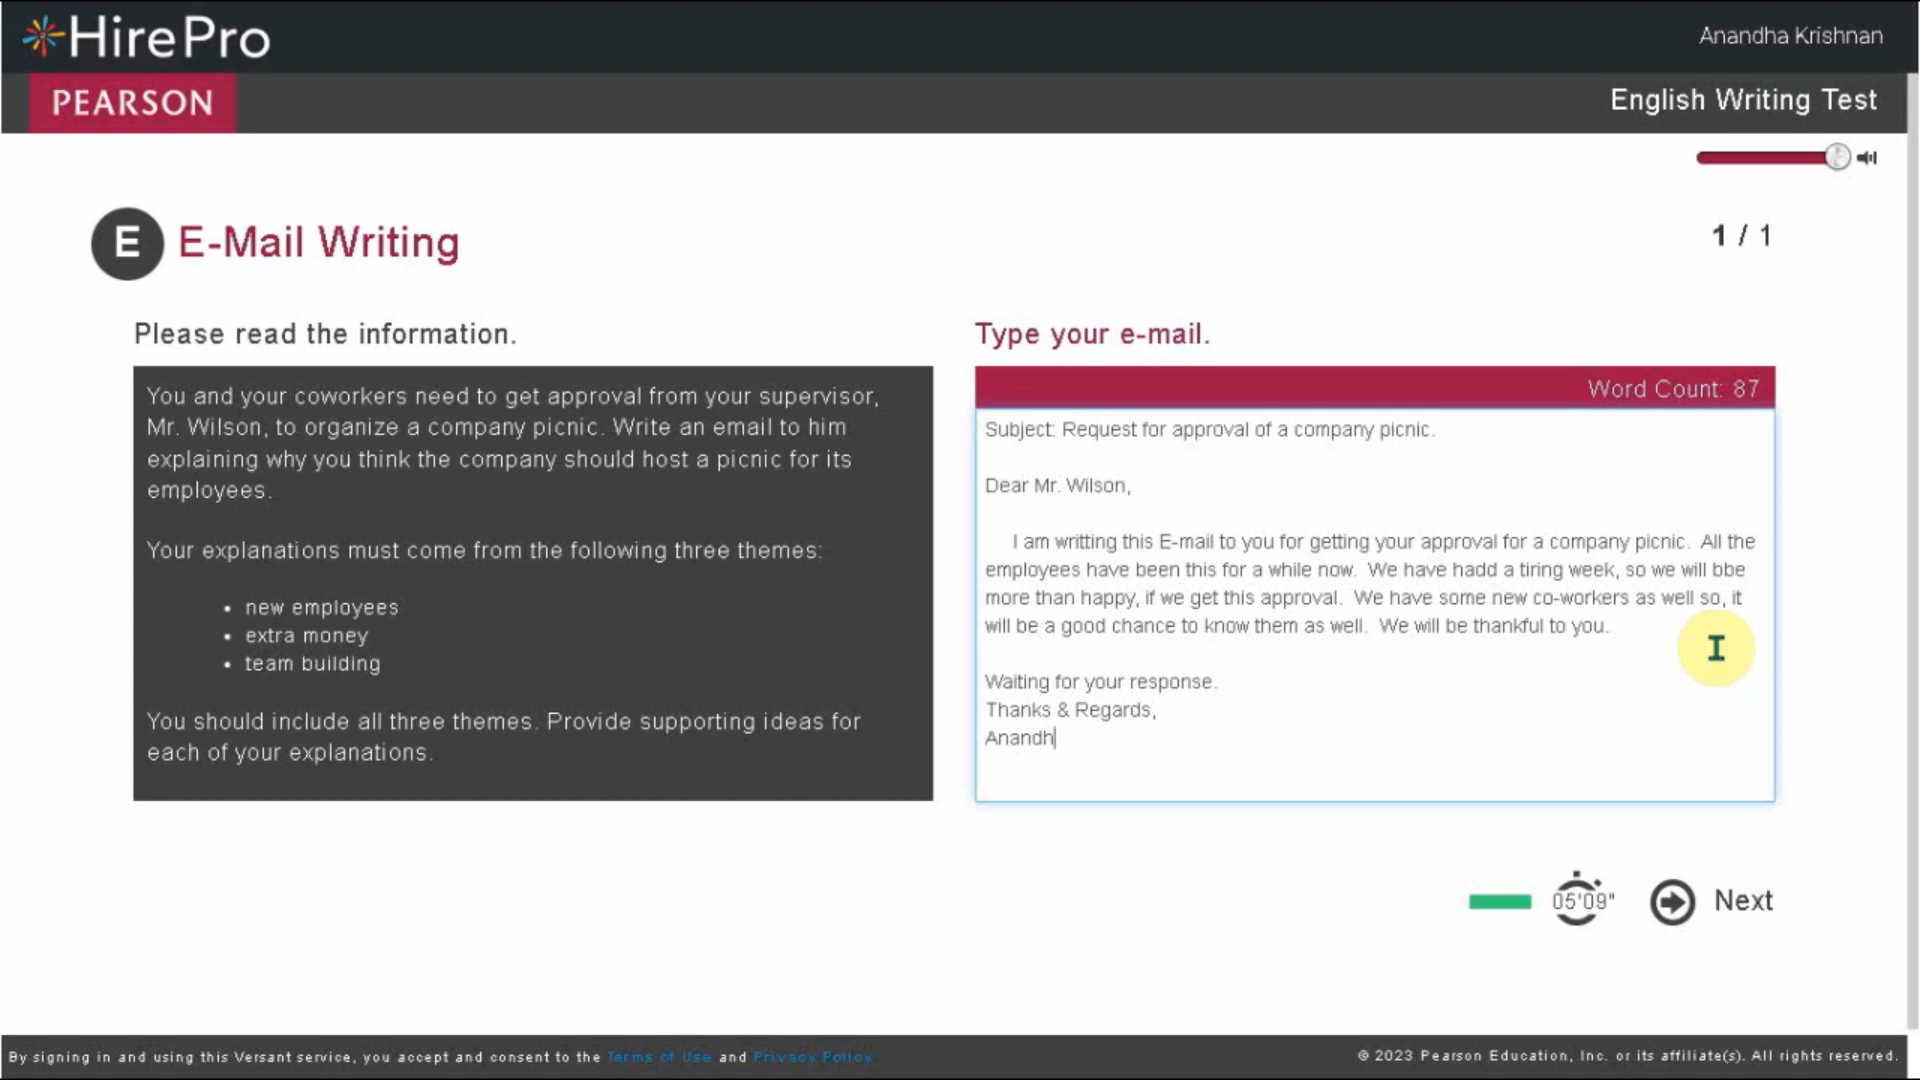 HirePro
Anandha Krishnan
PEARSON
English Writing Test
E E-Mail Writing
1 / 1
Please read the information.
You and your coworkers need to get approval from your supervisor,
Mr. Wilson, to organize a company picnic. Write an email to him
explaining why you think the company should host a picnic for its
employees.
Your explanations must come from the following three themes:
• new employees
• extra money
• team building
You should include all three themes. Provide supporting ideas for
each of your explanations.
Type your e-mail.
Word Count: 87
Subject: Request for approval of a company picnic.
Dear Mr. Wilson,
I am writting this E-mail to you for getting your approval for a company picnic. All the
employees have been this for a while now. We have hadd a tiring week, so we will bbe
more than happy, if we get this approval. We have some new co-workers as well so, it
will be a good chance to know them as well. We will be thankful to you.
Waiting for your response.
Thanks & Regards,
Anandh
05'09"
Next
By signing in and using this Versant service, you accept and consent to the Terms of Use and Privacy Policy
© 2023 Pearson Education, Inc. or its affiliate(s). All rights reserved.